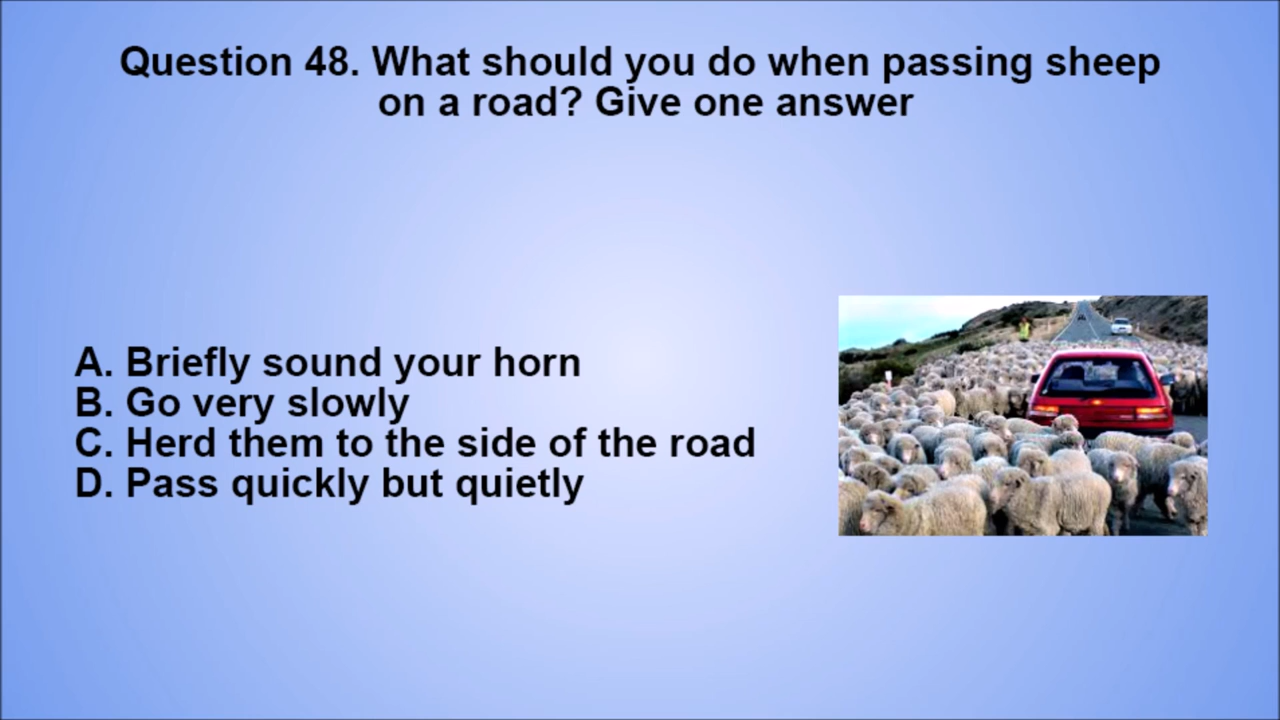 Question 48. What should you do when passing sheep
on a road? Give one answer
A. Briefly sound your horn
B. Go very slowly
C. Herd them to the side of the road
D. Pass quickly but quietly